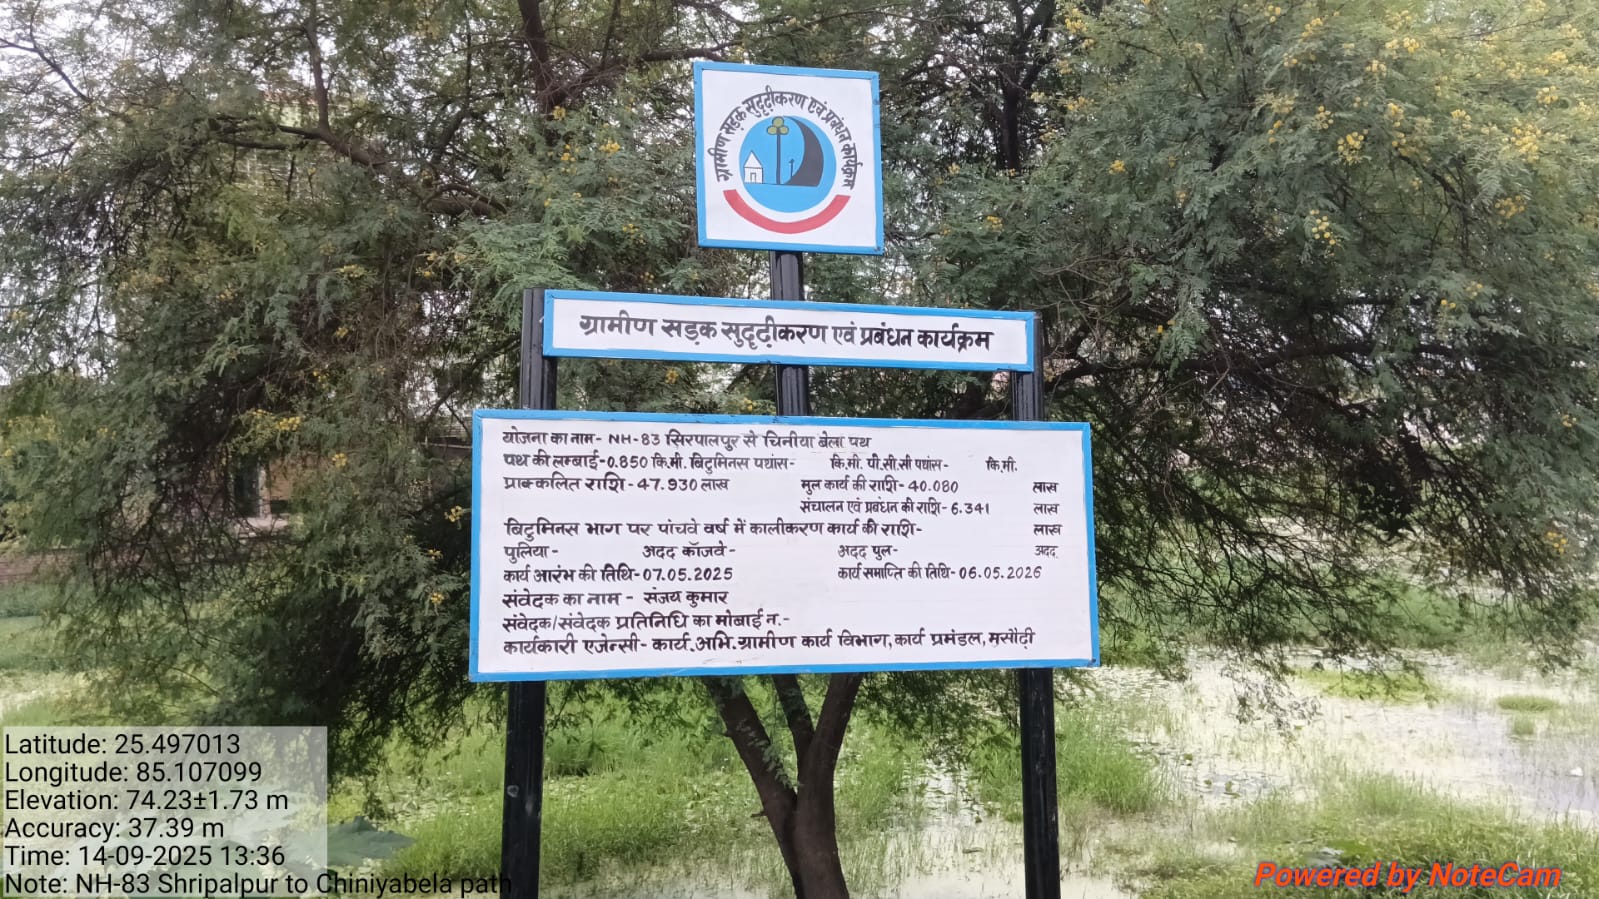 ग्रामीण सड़क सुदृढ़ीकरण एवं प्रबंधन कार्यक्रम
ग्रामीण सड़क सुदृढ़ीकरण एवं प्रबंधन कार्यक्रम
योजना का नाम- NH-83 सिरपालपुर से चिनीया बेला पथ
पथ की लम्बाई-0.850 कि.मी. बिटुमिनस पथांस- कि.मी. पी.सी.सी पथांस- कि.मी.
प्राक्कलित राशि-47.930 लाख मुल कार्य की राशि-40.080 लाख
संचालन एवं प्रबंधन की राशि-6.341 लाख
बिटुमिनस भाग पर पांचवे वर्ष में कालीकरण कार्य की राशि- लाख
पुलिया- अदद कॉजवे- अदद पुल- अदद
कार्य आरंभ की तिथि-07.05.2025 कार्य समाप्ति की तिथि-06.05.2026
संवेदक का नाम - संजय कुमार
संवेदक/संवेदक प्रतिनिधि का मोबाई न.-
कार्यकारी एजेन्सी- कार्य.अभि.ग्रामीण कार्य विभाग,कार्य प्रमंडल,मसौढ़ी
Latitude: 25.497013
Longitude: 85.107099
Elevation: 74.23±1.73 m
Accuracy: 37.39 m
Time: 14-09-2025 13:36
Note: NH-83 Shripalpur to Chiniyabela path
Powered by NoteCam